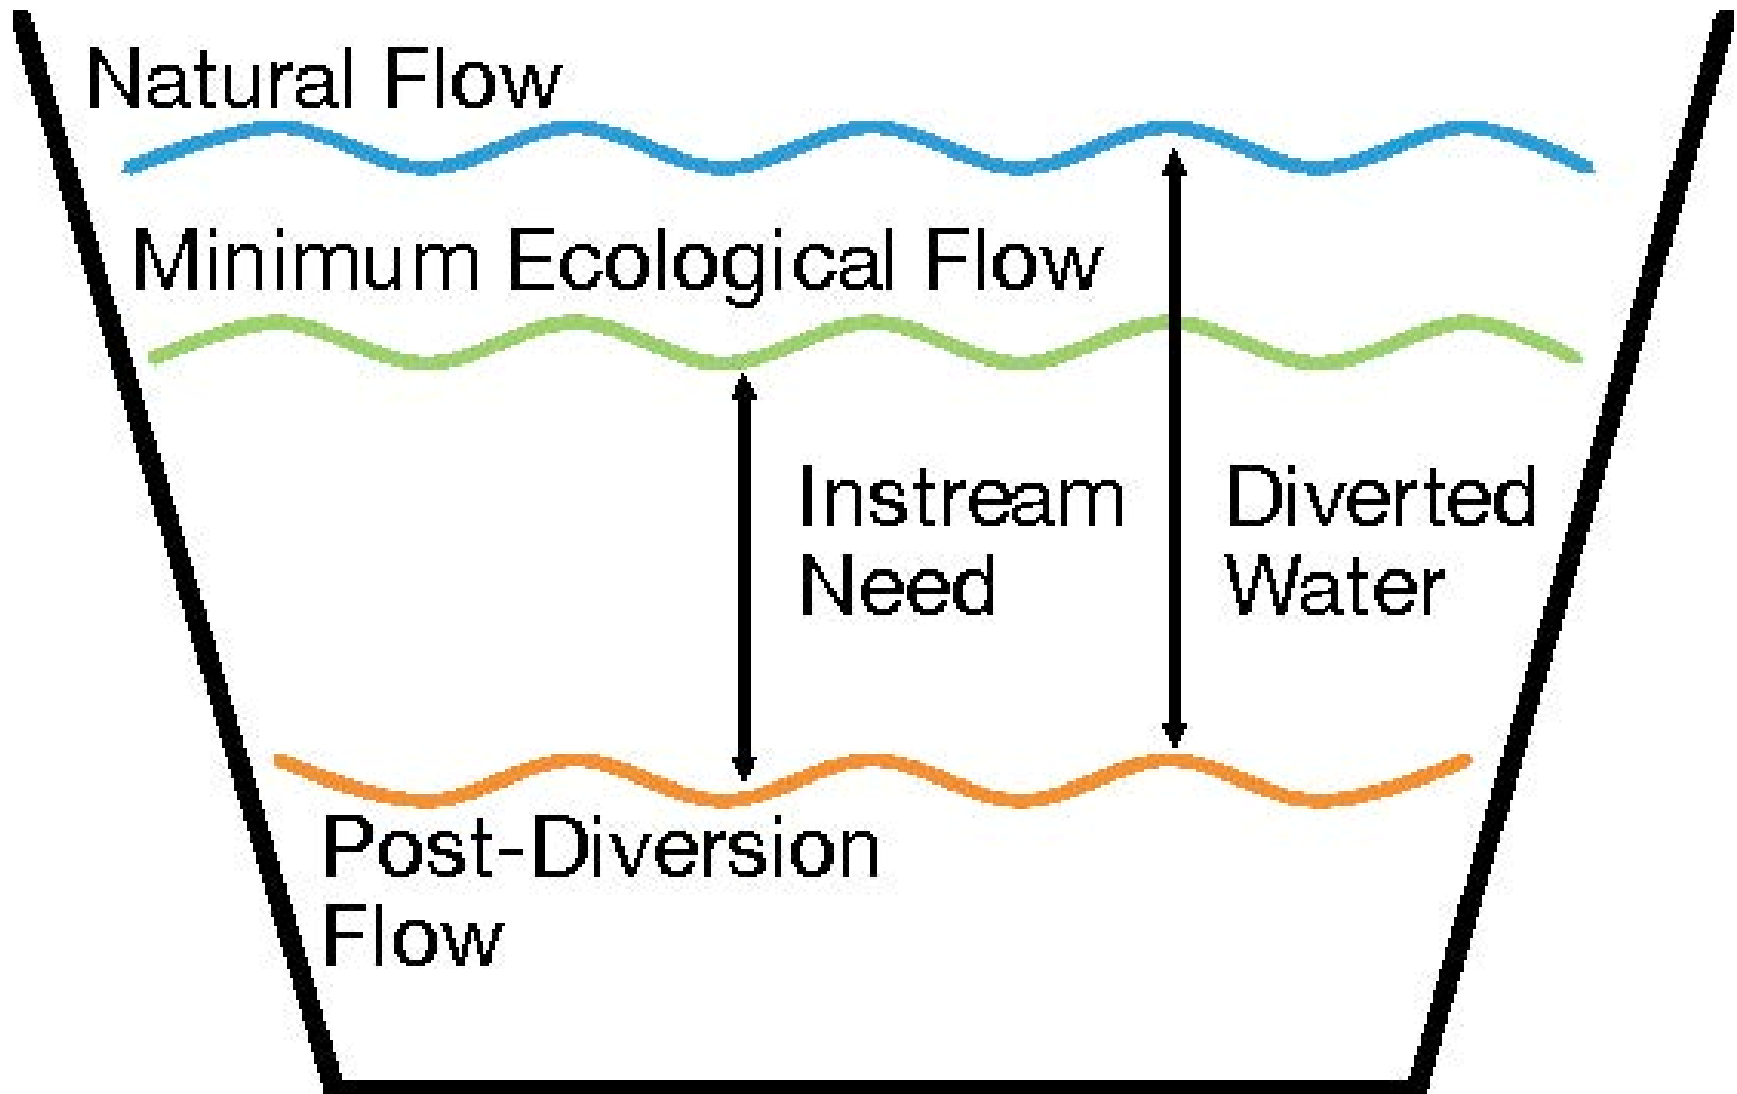 Natural Flow
Minimum Ecological Flow
Instream
Need
Diverted
Water
Post-Diversion
Flow